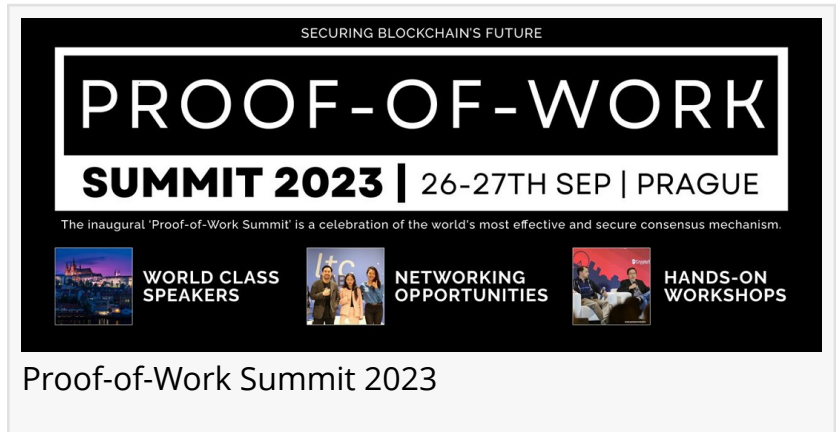 SECURING BLOCKCHAIN'S FUTURE
PROOF-OF-WORK
SUMMIT 2023 | 26-27TH SEP | PRAGUE
The inaugural 'Proof-of-Work Summit' is a celebration of the world's most effective and secure consensus mechanism.
WORLD CLASS
SPEAKERS
ltc
NETWORKING
OPPORTUNITIES
HANDS-ON
WORKSHOPS
Proof-of-Work Summit 2023